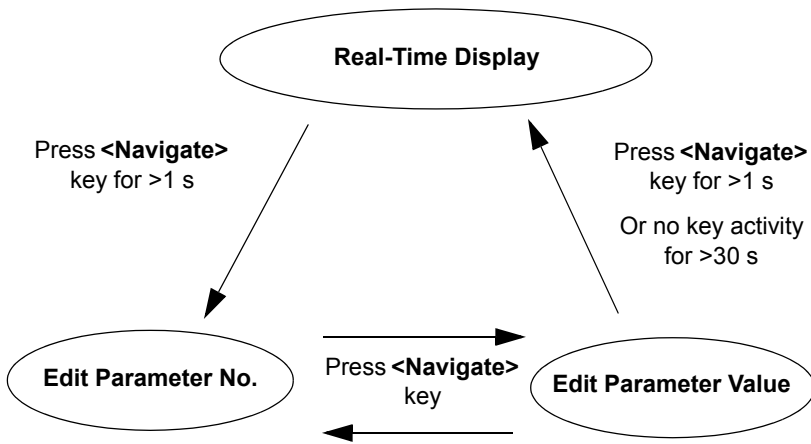 Real-Time Display
Press <Navigate>
key for >1 s
Press <Navigate>
key for >1 s
Or no key activity
for >30 s
Edit Parameter No.
Press <Navigate>
key
Edit Parameter Value